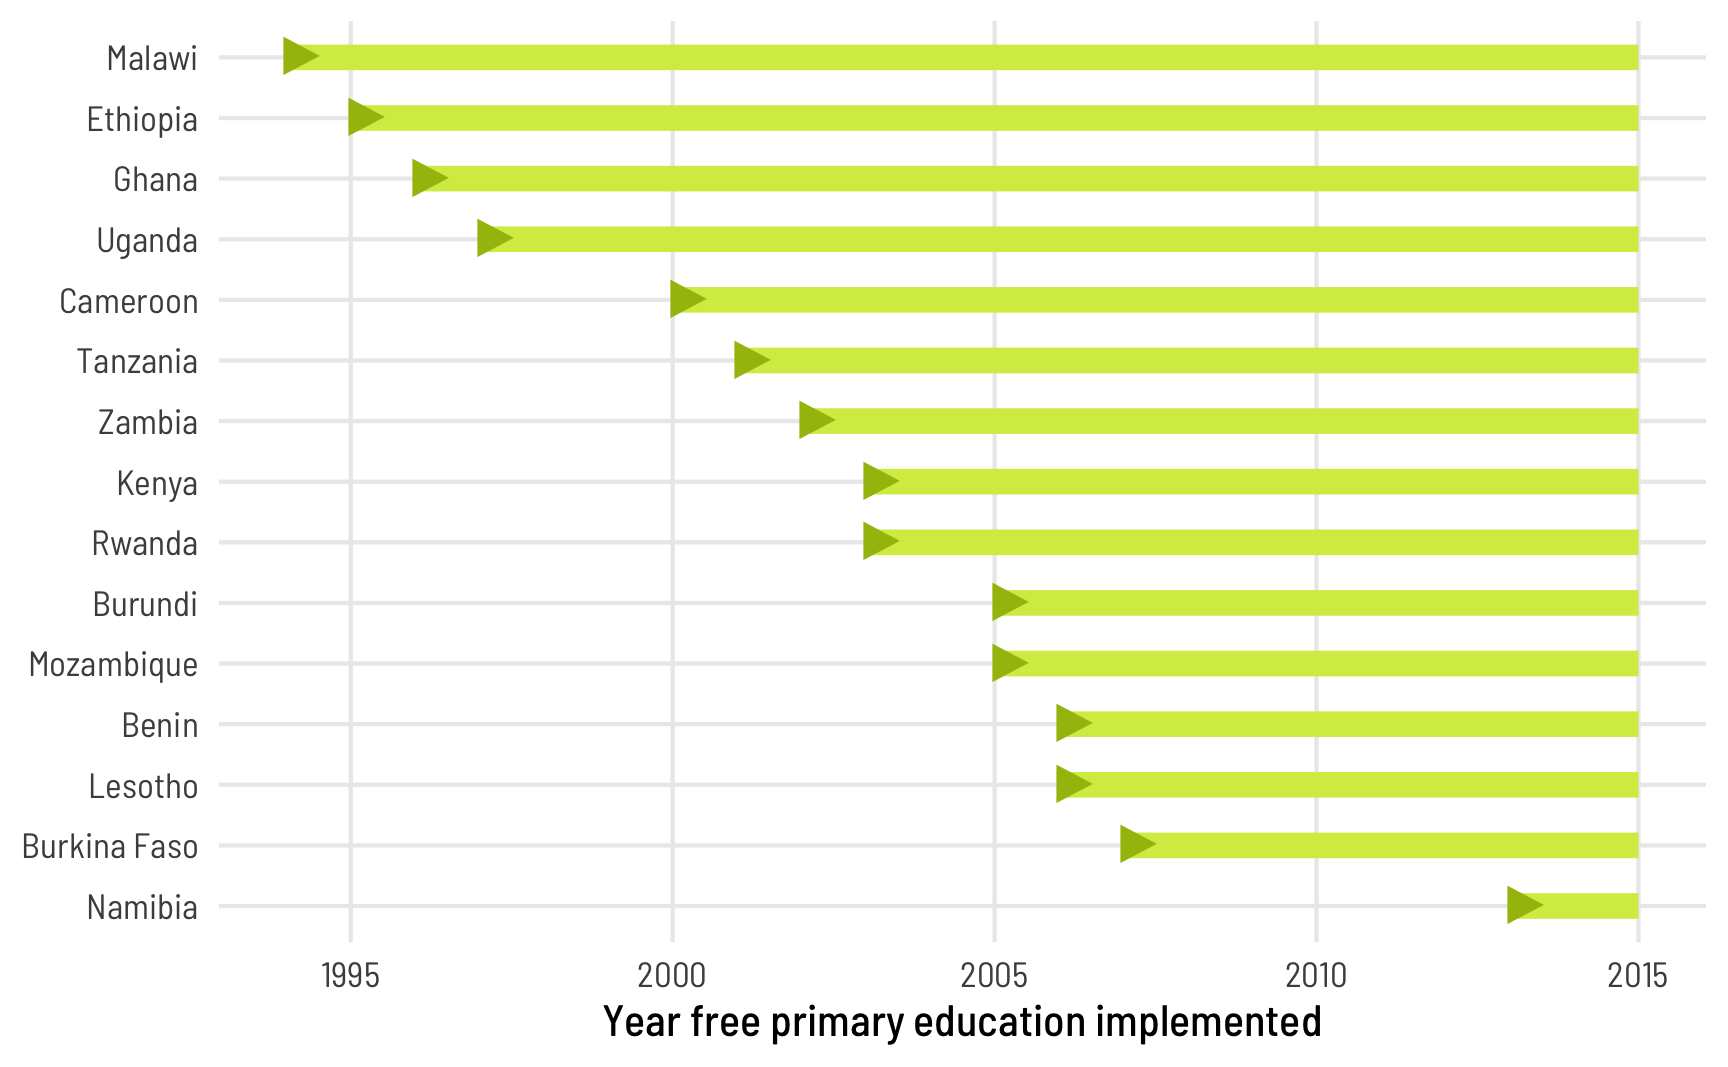 Malawi
Ethiopia
Ghana
Uganda
Cameroon
Tanzania
Zambia
Kenya
Rwanda
Burundi
Mozambique
Benin
Lesotho
Burkina Faso
Namibia
1995 2000 2005 2010 2015
Year free primary education implemented